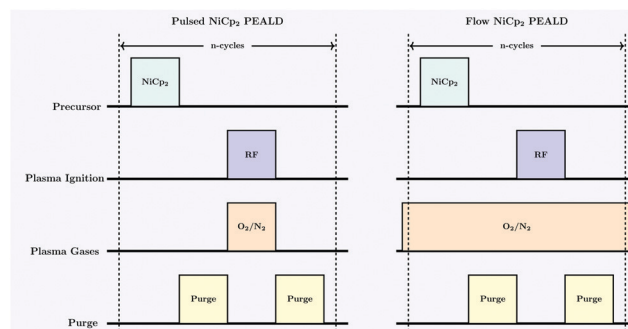 Pulsed NiCp₂ PEALD Flow NiCp₂ PEALD
n-cycles n-cycles
NiCp₂ NiCp₂
Precursor
RF RF
Plasma Ignition
O₂/N₂ O₂/N₂
Plasma Gases
Purge Purge Purge Purge
Purge